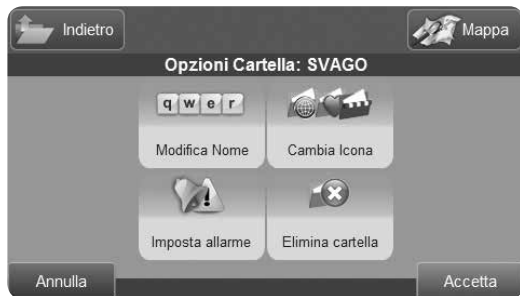 Indietro
Mappa
Opzioni Cartella: SVAGO
q w e r
Modifica Nome
Cambia Icona
Imposta allarme
Elimina cartella
Annulla
Accetta